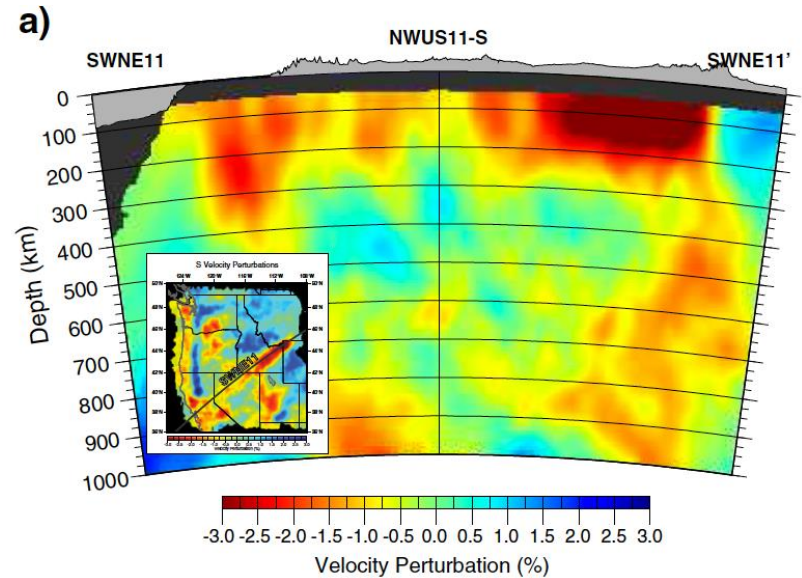 a)
NWUS11-S
SWNE11
SWNE11'
0
100
200
300
400
500
600
700
800
900
1000
Depth (km)
S Velocity Perturbations
SWNE11
Velocity Perturbation (%)
-3.0 -2.5 -2.0 -1.5 -1.0 -0.5 0.0 0.5 1.0 1.5 2.0 2.5 3.0
Velocity Perturbation (%)